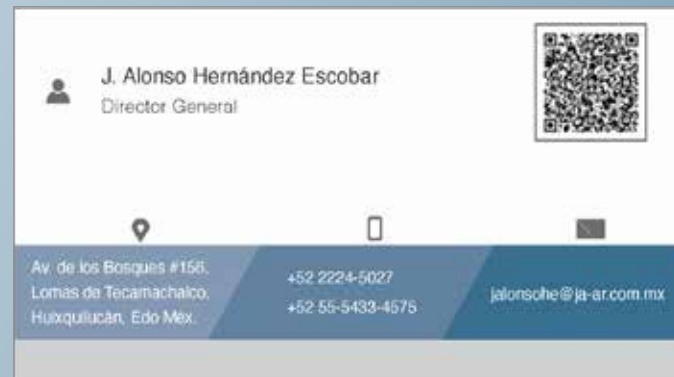 J. Alonso Hernández Escobar
Director General
Av. de los Bosques #156,
Lomas de Tecamachalco,
Huixquilucán, Edo Méx.
+52 2224-5027
+52 55-5433-4575
jalonsohe@ja-ar.com.mx